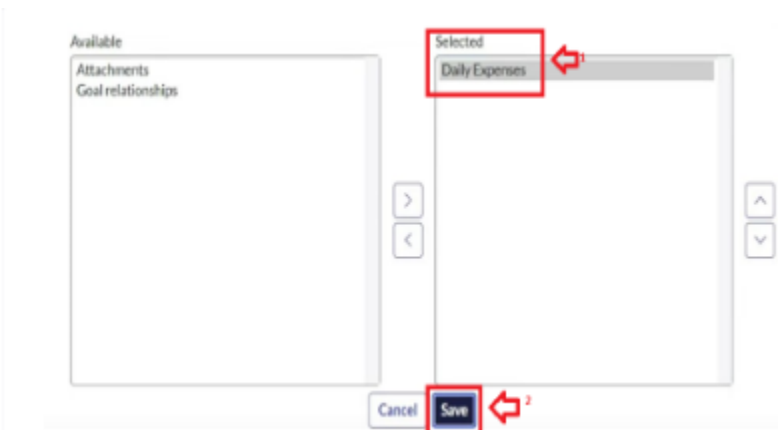 Available
Attachments
Goal relationships
Selected
Daily Expenses
1
Cancel
Save
2